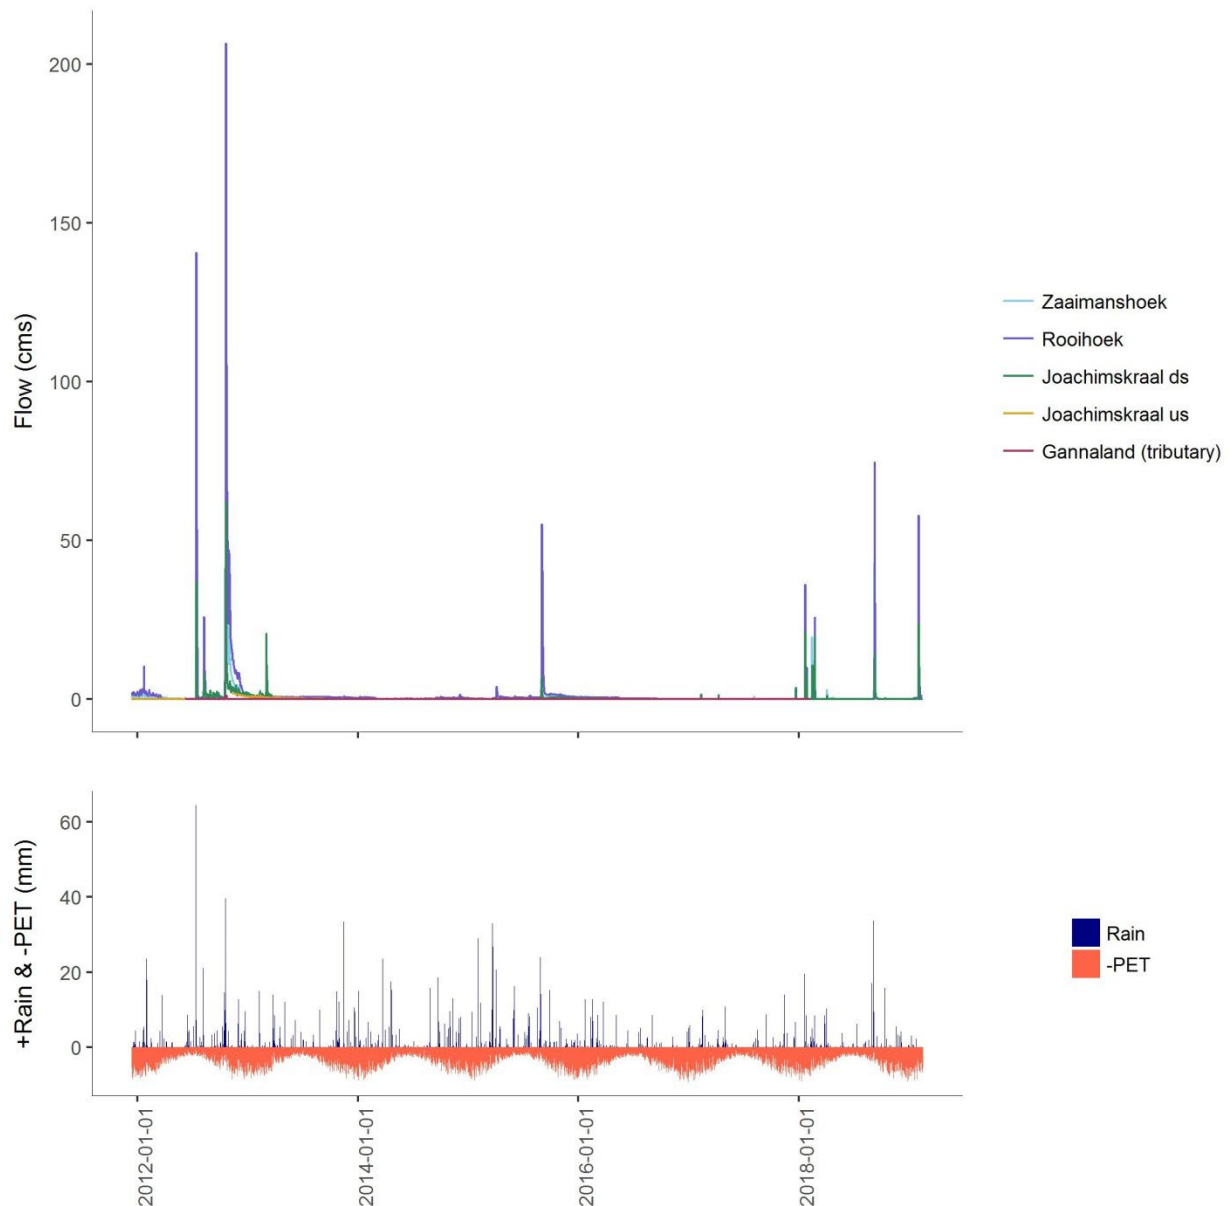 200
150
100
50
0
Flow (cms)
Zaaimanshoek
Rooihoek
Joachimskraal ds
Joachimskraal us
Gannaland (tributary)
60
40
20
0
+Rain & -PET (mm)
Rain
-PET
2012-01-01
2014-01-01
2016-01-01
2018-01-01